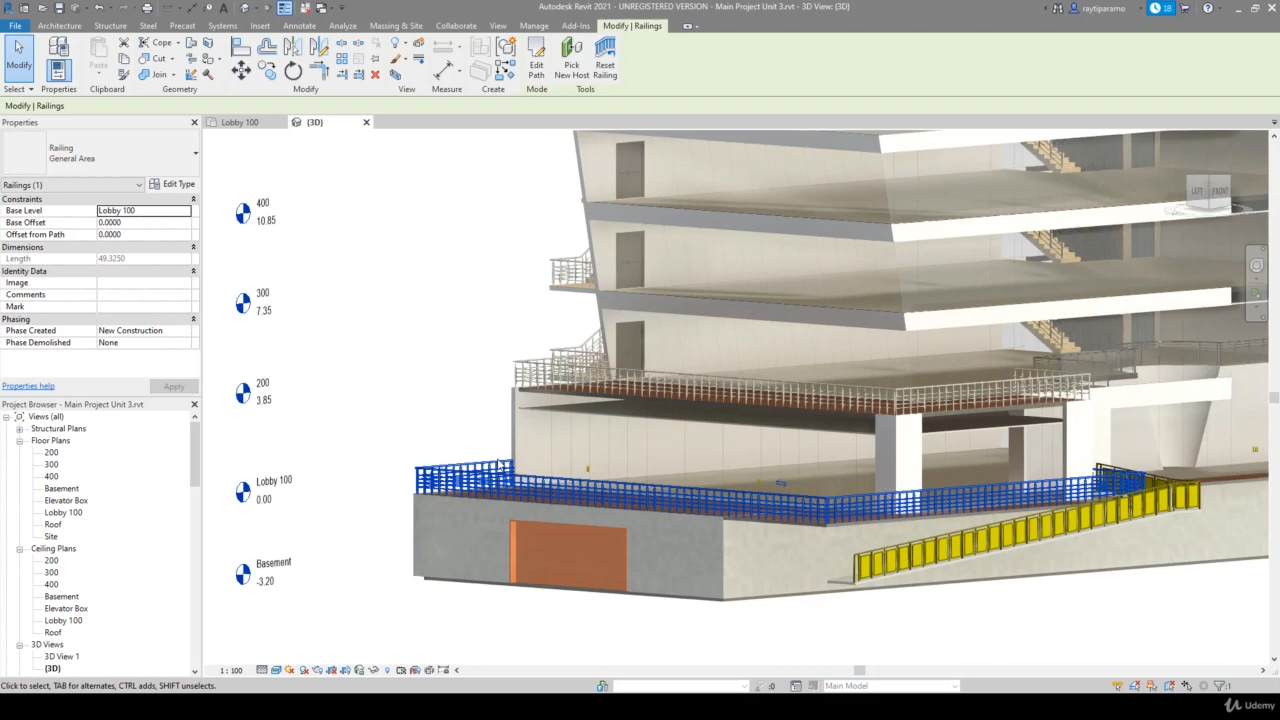 Autodesk Revit 2021 - UNREGISTERED VERSION - Main Project Unit 3.rvt - 3D View: {3D}
raytiparamo
18
File Architecture Structure Steel Precast Systems Insert Annotate Analyze Massing & Site Collaborate View Manage Add-Ins Modify | Railings
Modify
Properties
Paste
Cope
Cut
Join
Edit Path
Pick New Host
Reset Railing
Select
Properties
Clipboard
Geometry
Modify
View
Measure
Create
Mode
Tools
Modify | Railings
Properties
Lobby 100
{3D}
Railing
General Area
Railings (1)
Edit Type
Constraints
Base Level Lobby 100
Base Offset 0.0000
Offset from Path 0.0000
Dimensions
Length 49.3250
Identity Data
Image
Comments
Mark
Phasing
Phase Created New Construction
Phase Demolished None
Properties help
Apply
Project Browser - Main Project Unit 3.rvt
Views (all)
Structural Plans
Floor Plans
200
300
400
Basement
Elevator Box
Lobby 100
Roof
Site
Ceiling Plans
200
300
400
Basement
Elevator Box
Lobby 100
Roof
3D Views
3D View 1
{3D}
400
10.85
300
7.35
200
3.85
Lobby 100
0.00
Basement
-3.20
LEFT
FRONT
1 : 100
Click to select, TAB for alternates, CTRL adds, SHIFT unselects.
:0
Main Model
:1
Udemy